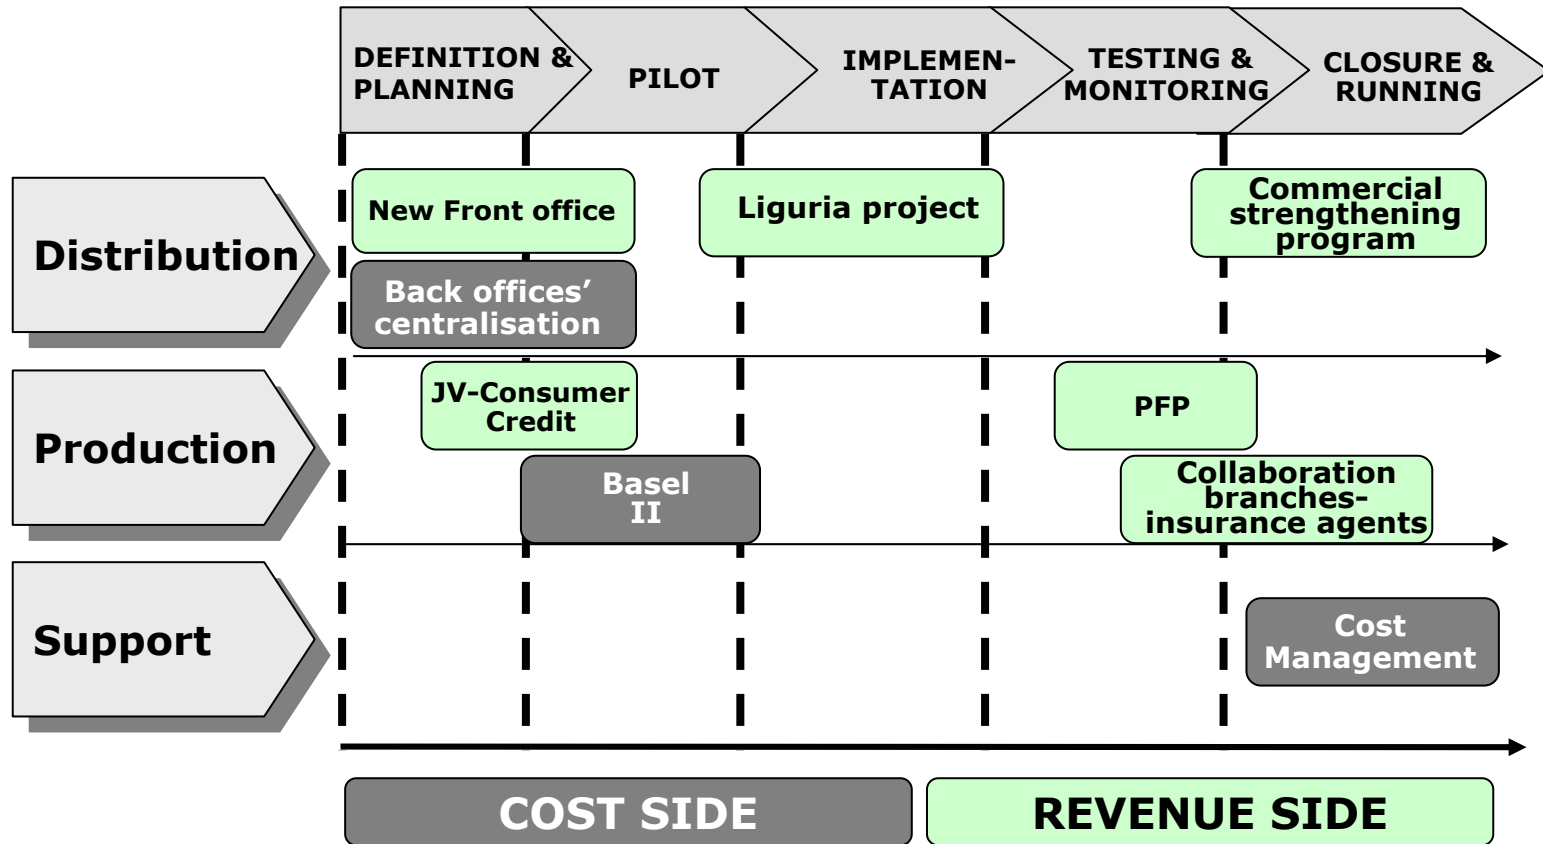 DEFINITION &
PLANNING
PILOT
IMPLEMEN-
TATION
TESTING &
MONITORING
CLOSURE &
RUNNING
Distribution
New Front office
Liguria project
Commercial
strengthening
program
Back offices’
centralisation
Production
JV-Consumer
Credit
PFP
Basel
II
Collaboration
branches-
insurance agents
Support
Cost
Management
COST SIDE
REVENUE SIDE